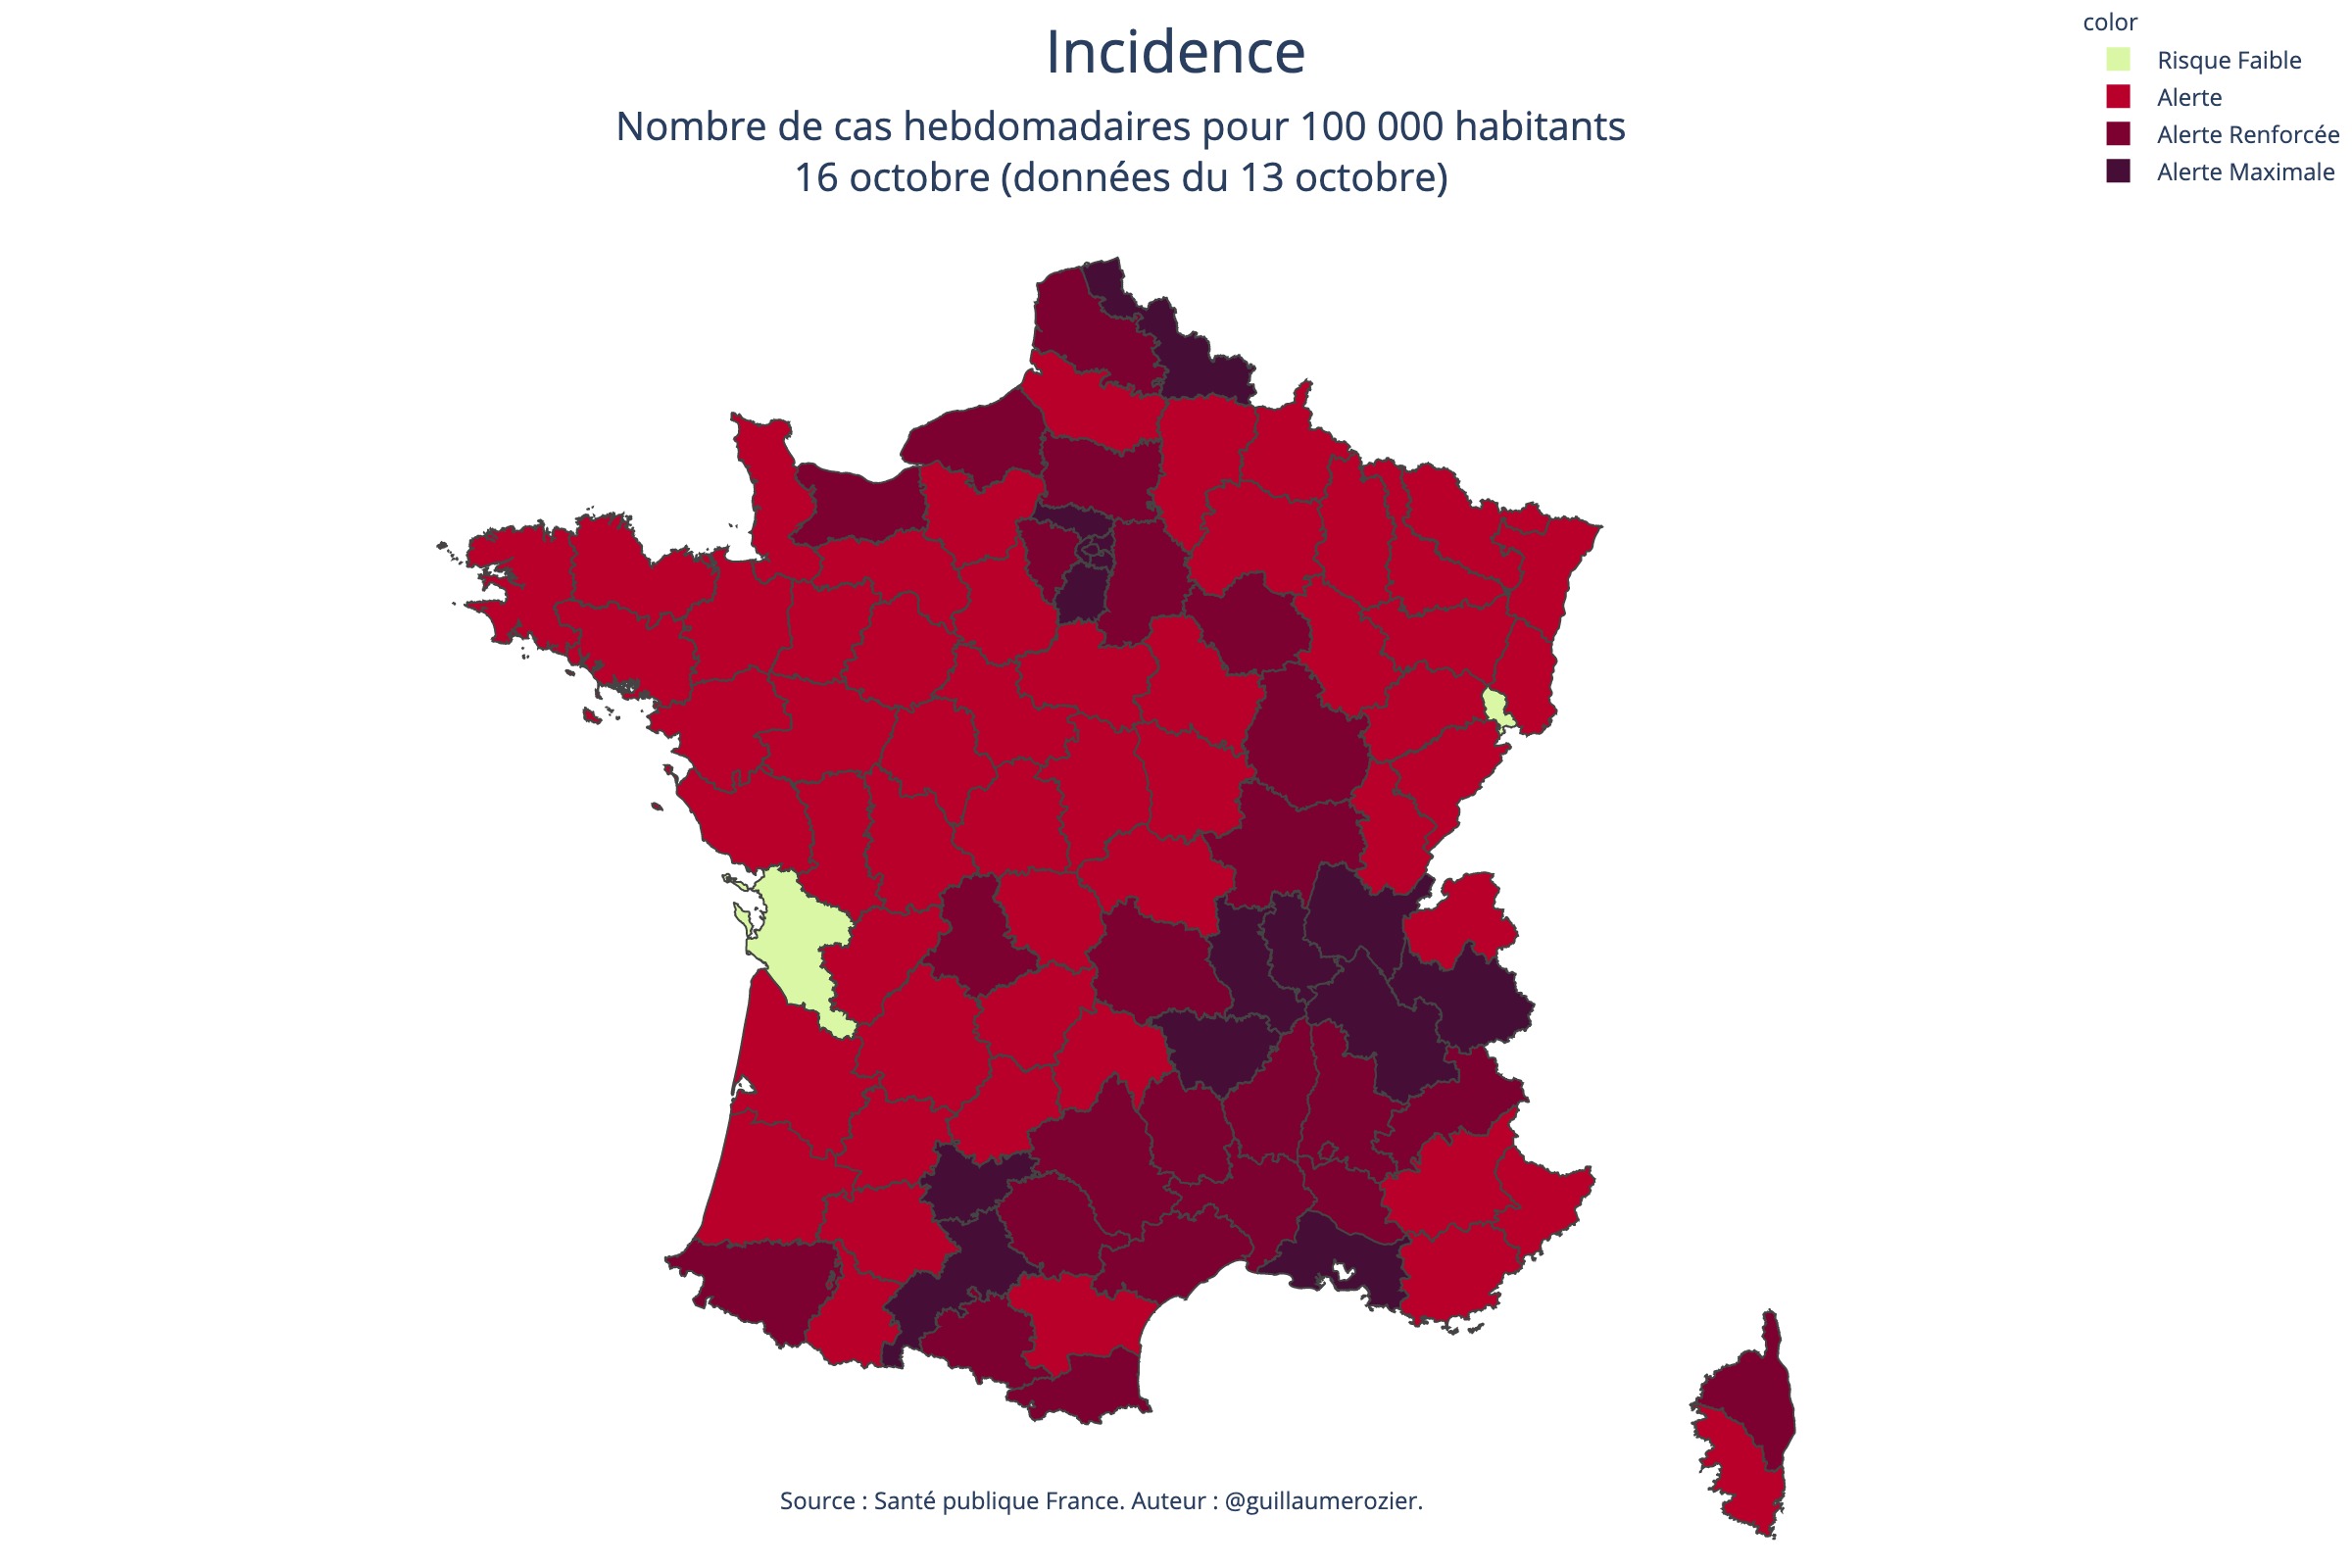 Incidence
Nombre de cas hebdomadaires pour 100 000 habitants
16 octobre (données du 13 octobre)
color
Risque Faible
Alerte
Alerte Renforcée
Alerte Maximale
Source : Santé publique France. Auteur : @guillaumerozier.